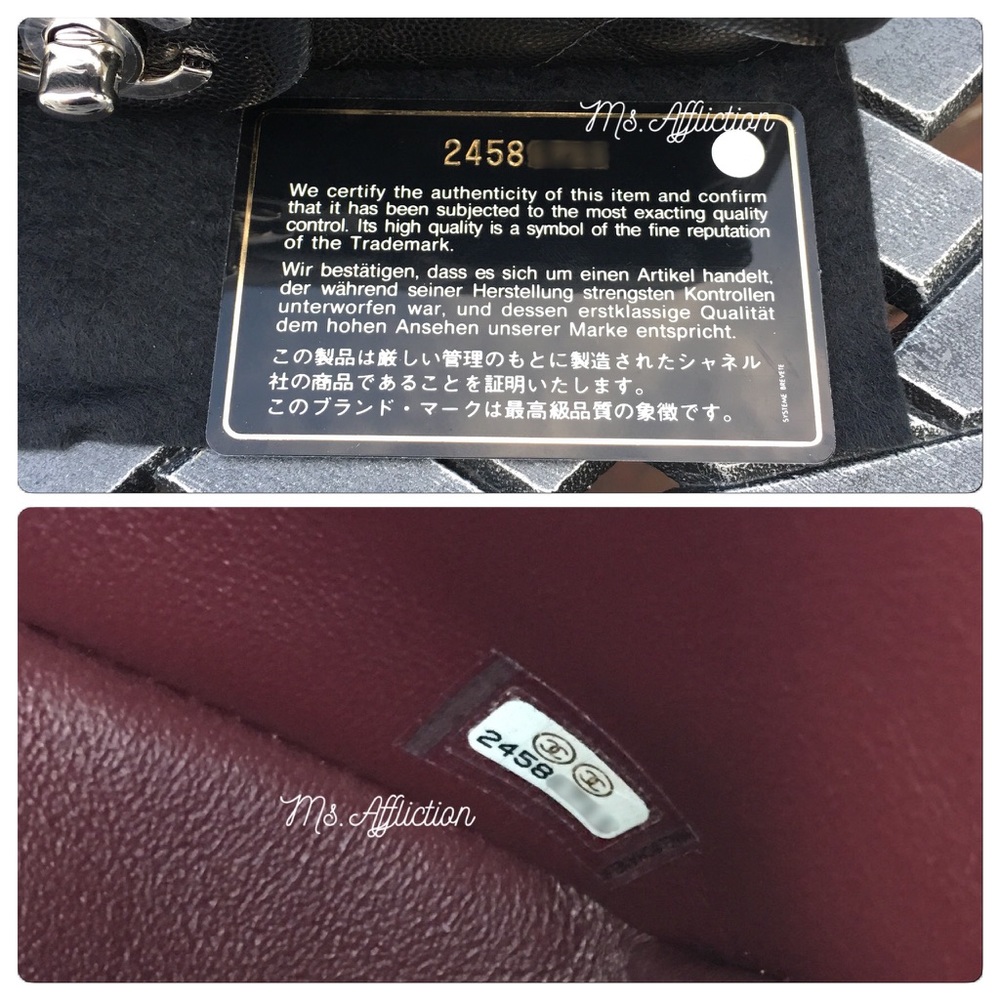 Ms. Affliction
2458
We certify the authenticity of this item and confirm
that it has been subjected to the most exacting quality
control. Its high quality is a symbol of the fine reputation
of the Trademark.
Wir bestätigen, dass es sich um einen Artikel handelt,
der während seiner Herstellung strengsten Kontrollen
unterworfen war, und dessen erstklassige Qualität
dem hohen Ansehen unserer Marke entspricht.
この製品は厳しい管理のもとに製造されたシャネル
社の商品であることを証明いたします。
このブランド・マークは最高級品質の象徴です。
SYSTEME BREVETE
2458
Ms. Affliction